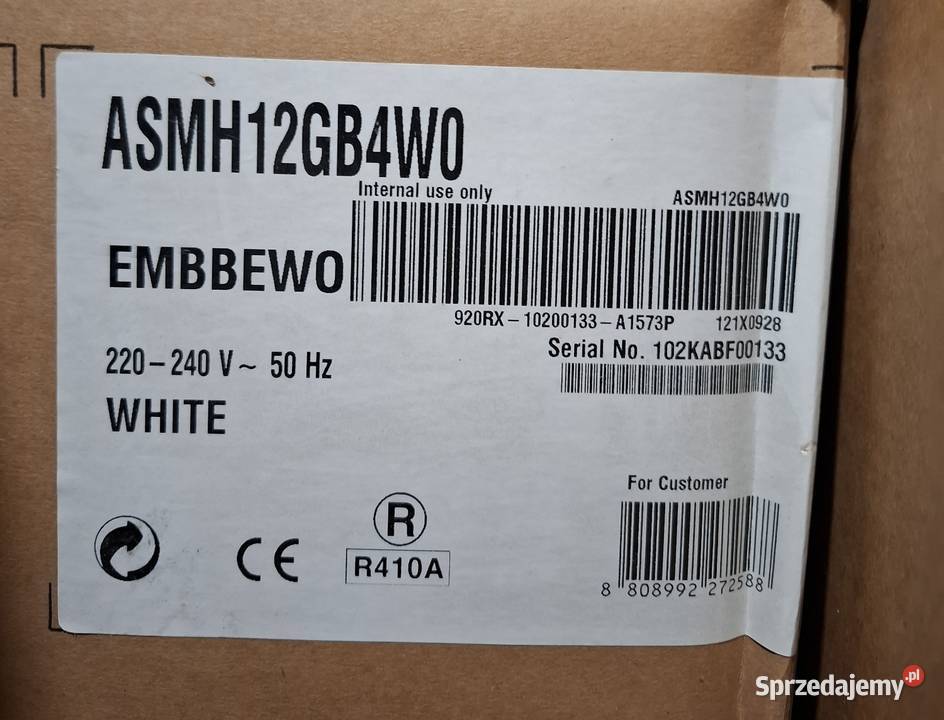 ASMH12GB4W0
Internal use only
ASMH12GB4W0
EMBBEWO
920RX-10200133-A1573P 121X0928
220-240 V~ 50 Hz
Serial No. 102KABF00133
WHITE
For Customer
R
CE
R410A
8 808992 272588
Sprzedajemy.pl